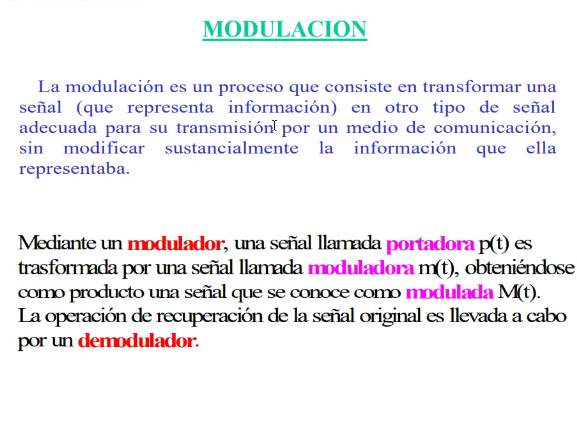 MODULACION
La modulación es un proceso que consiste en transformar una
señal (que representa información) en otro tipo de señal
adecuada para su transmisión por un medio de comunicación,
sin modificar sustancialmente la información que ella
representaba.
Mediante un modulador, una señal llamada portadora p(t) es
trasformada por una señal llamada moduladora m(t), obteniéndose
como producto una señal que se conoce como modulada M(t).
La operación de recuperación de la señal original es llevada a cabo
por un demodulador.